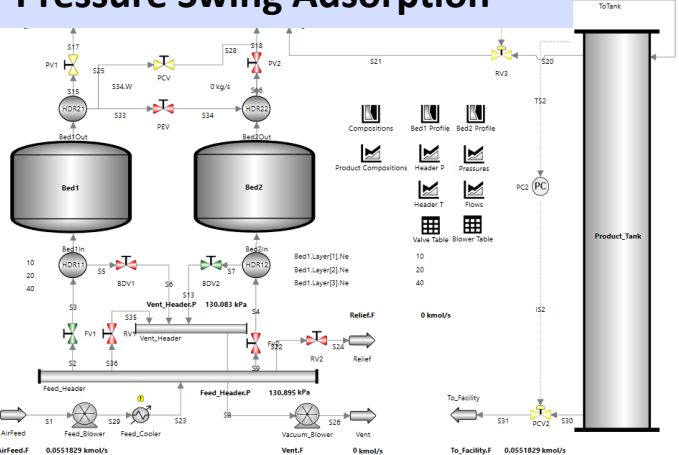 Pressure Swing Adsorption
ToTank
S17
S18
S28
PV1
PV2
S25
PCV
S21
RV3
S20
S15
S34.W
0 kg/s
TS2
HDR21
HDR22
S33
S34
PEV
Bed1Out
Bed2Out
Compositions
Bed1 Profile
Bed2 Profile
Product Compositions
Header P
Pressures
PC2
PC
Bed1
Bed2
Header T
Flows
Valve Table
Blower Table
Product_Tank
Bed1In
Bed2In
10
HDR11
HDR12
Bed1.Layer[1].Ne
10
20
S5
S7
Bed1.Layer[2].Ne
20
BDV1
S6
BDV2
40
S13
Bed1.Layer[3].Ne
40
S3
Vent_Header.P
130.083 kPa
S4
IS2
S35
Relief.F
0 kmol/s
FV1
RV1
Vent_Header
S22
S24
S2
S36
S9
RV2
Relief
Feed_Header
Feed_Header.P
130.895 kPa
To_Facility
S1
S29
S23
S8
S26
S31
S30
PCV2
AirFeed
Feed_Blower
Feed_Cooler
Vacuum_Blower
Vent
AirFeed.F
0.0551829 kmol/s
Vent.F
0 kmol/s
To_Facility.F
0.0551829 kmol/s